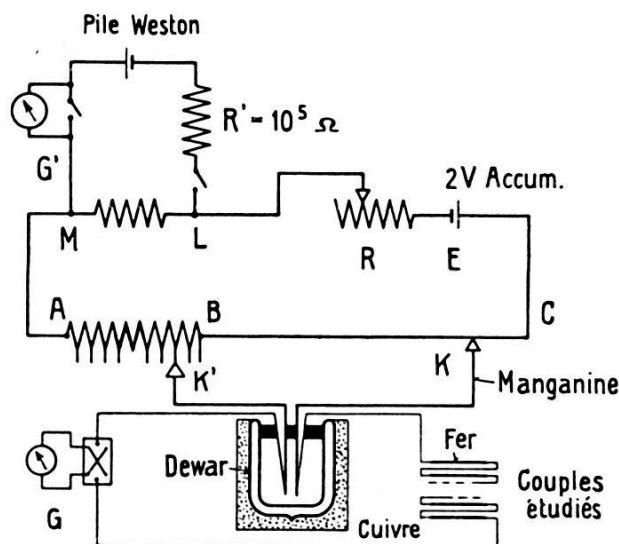 Pile Weston
R' = 10⁵ Ω
G'
2V Accum.
M
L
R
E
A
B
C
K'
K
Manganine
Fer
Dewar
G
Couples
étudiés
Cuivre